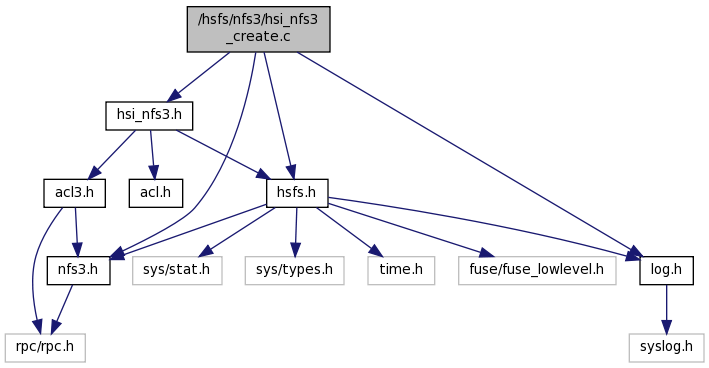 /hsfs/nfs3/hsi_nfs3
_create.c
hsi_nfs3.h
acl3.h
acl.h
hsfs.h
nfs3.h
sys/stat.h
sys/types.h
time.h
fuse/fuse_lowlevel.h
log.h
rpc/rpc.h
syslog.h